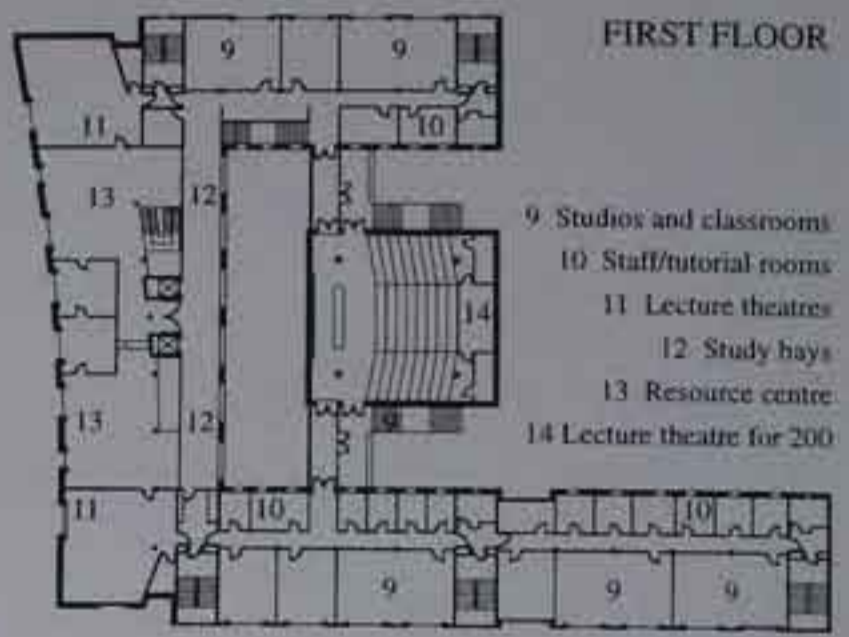 FIRST FLOOR
9 Studios and classrooms
10 Staff/tutorial rooms
11 Lecture theatres
12 Study bays
13 Resource centre
14 Lecture theatre for 200
9
9
11
10
13
12
14
13
12
9
11
10
10
9
9
9